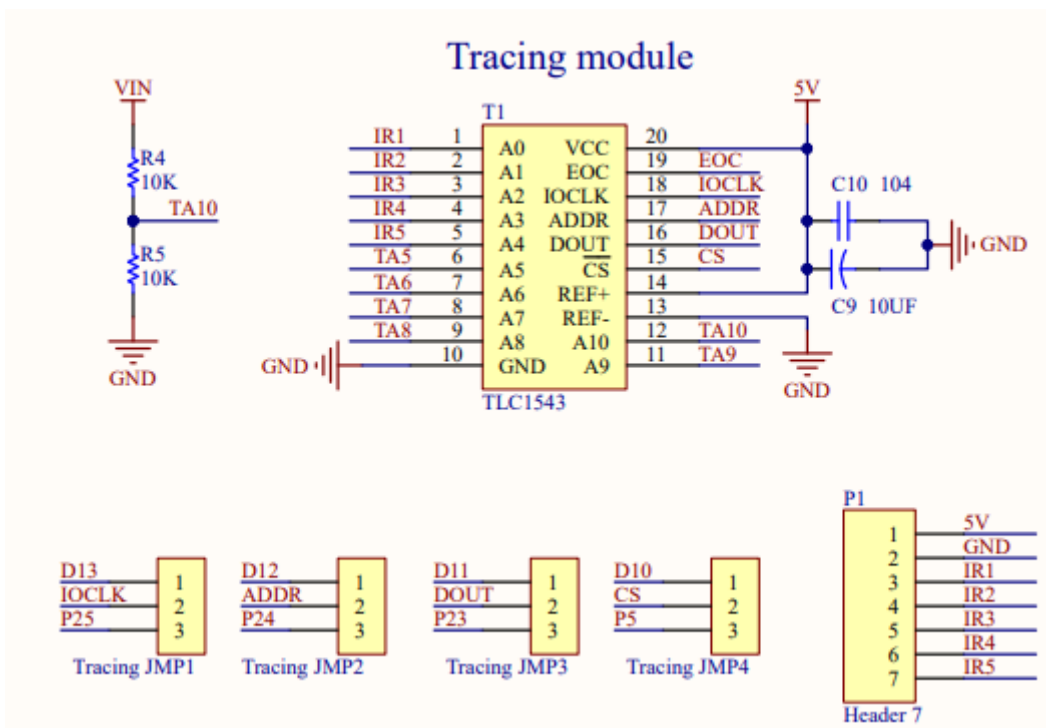 Tracing module
VIN
R4
10K
TA10
R5
10K
GND
T1
IR1 1 A0 VCC 20
IR2 2 A1 EOC 19 EOC
IR3 3 A2 IOCLK 18 IOCLK
IR4 4 A3 ADDR 17 ADDR
IR5 5 A4 DOUT 16 DOUT
TA5 6 A5 CS 15 CS
TA6 7 A6 REF+ 14
TA7 8 A7 REF- 13
TA8 9 A8 A10 12 TA10
GND 10 GND A9 11 TA9
TLC1543
5V
C10 104
GND
C9 10UF
GND
D13 1
IOCLK 2
P25 3
Tracing JMP1
D12 1
ADDR 2
P24 3
Tracing JMP2
D11 1
DOUT 2
P23 3
Tracing JMP3
D10 1
CS 2
P5 3
Tracing JMP4
P1
1 5V
2 GND
3 IR1
4 IR2
5 IR3
6 IR4
7 IR5
Header 7